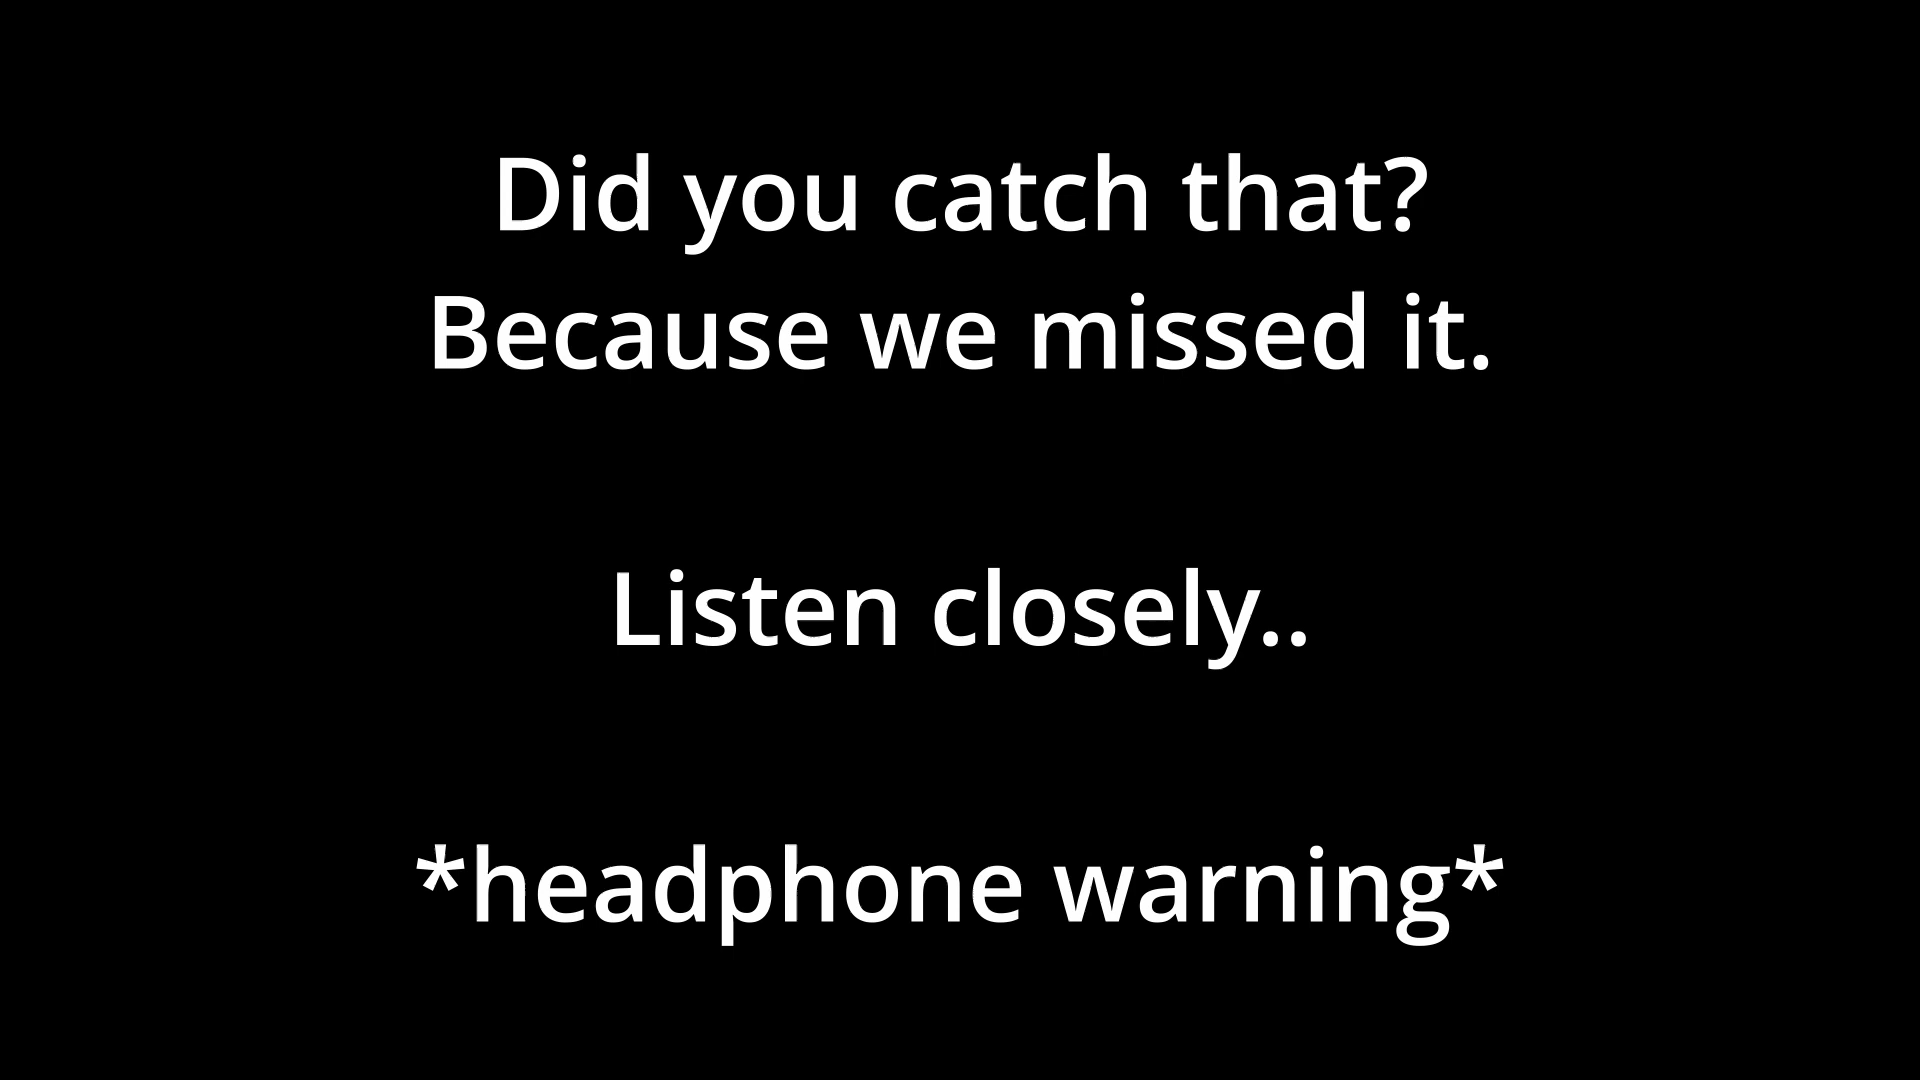 Did you catch that?
Because we missed it.
Listen closely..
*headphone warning*